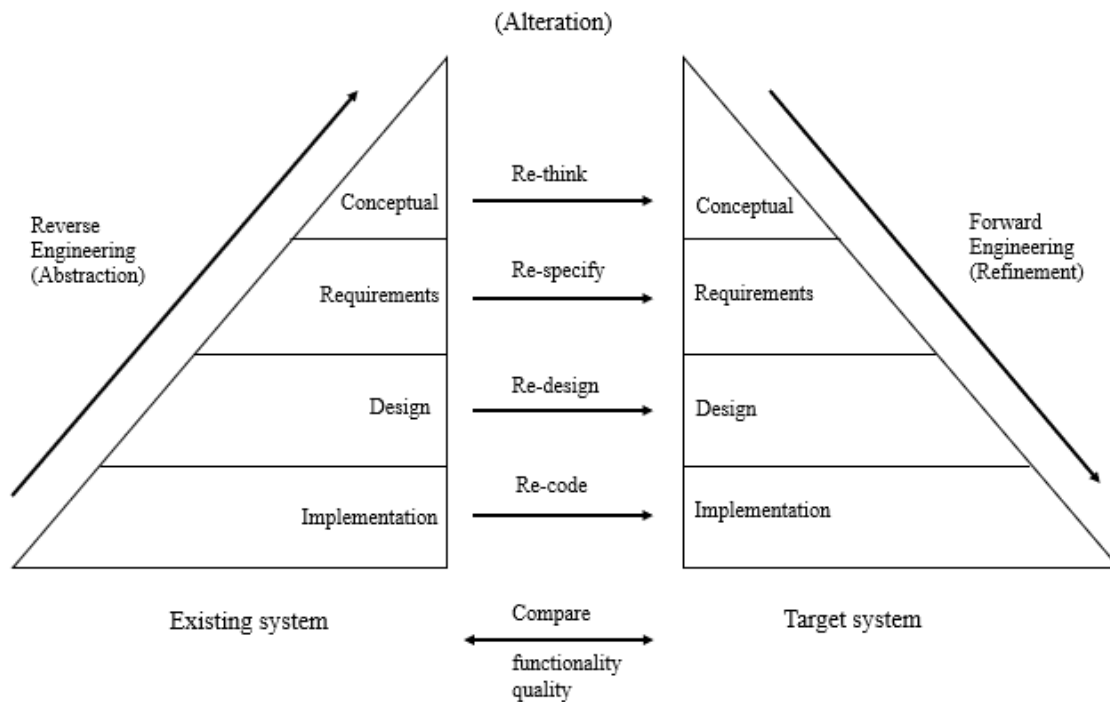 (Alteration)
Re-think
Conceptual
Conceptual
Reverse
Engineering
(Abstraction)
Forward
Engineering
(Refinement)
Re-specify
Requirements
Requirements
Re-design
Design
Design
Re-code
Implementation
Implementation
Existing system
Compare
Target system
functionality
quality